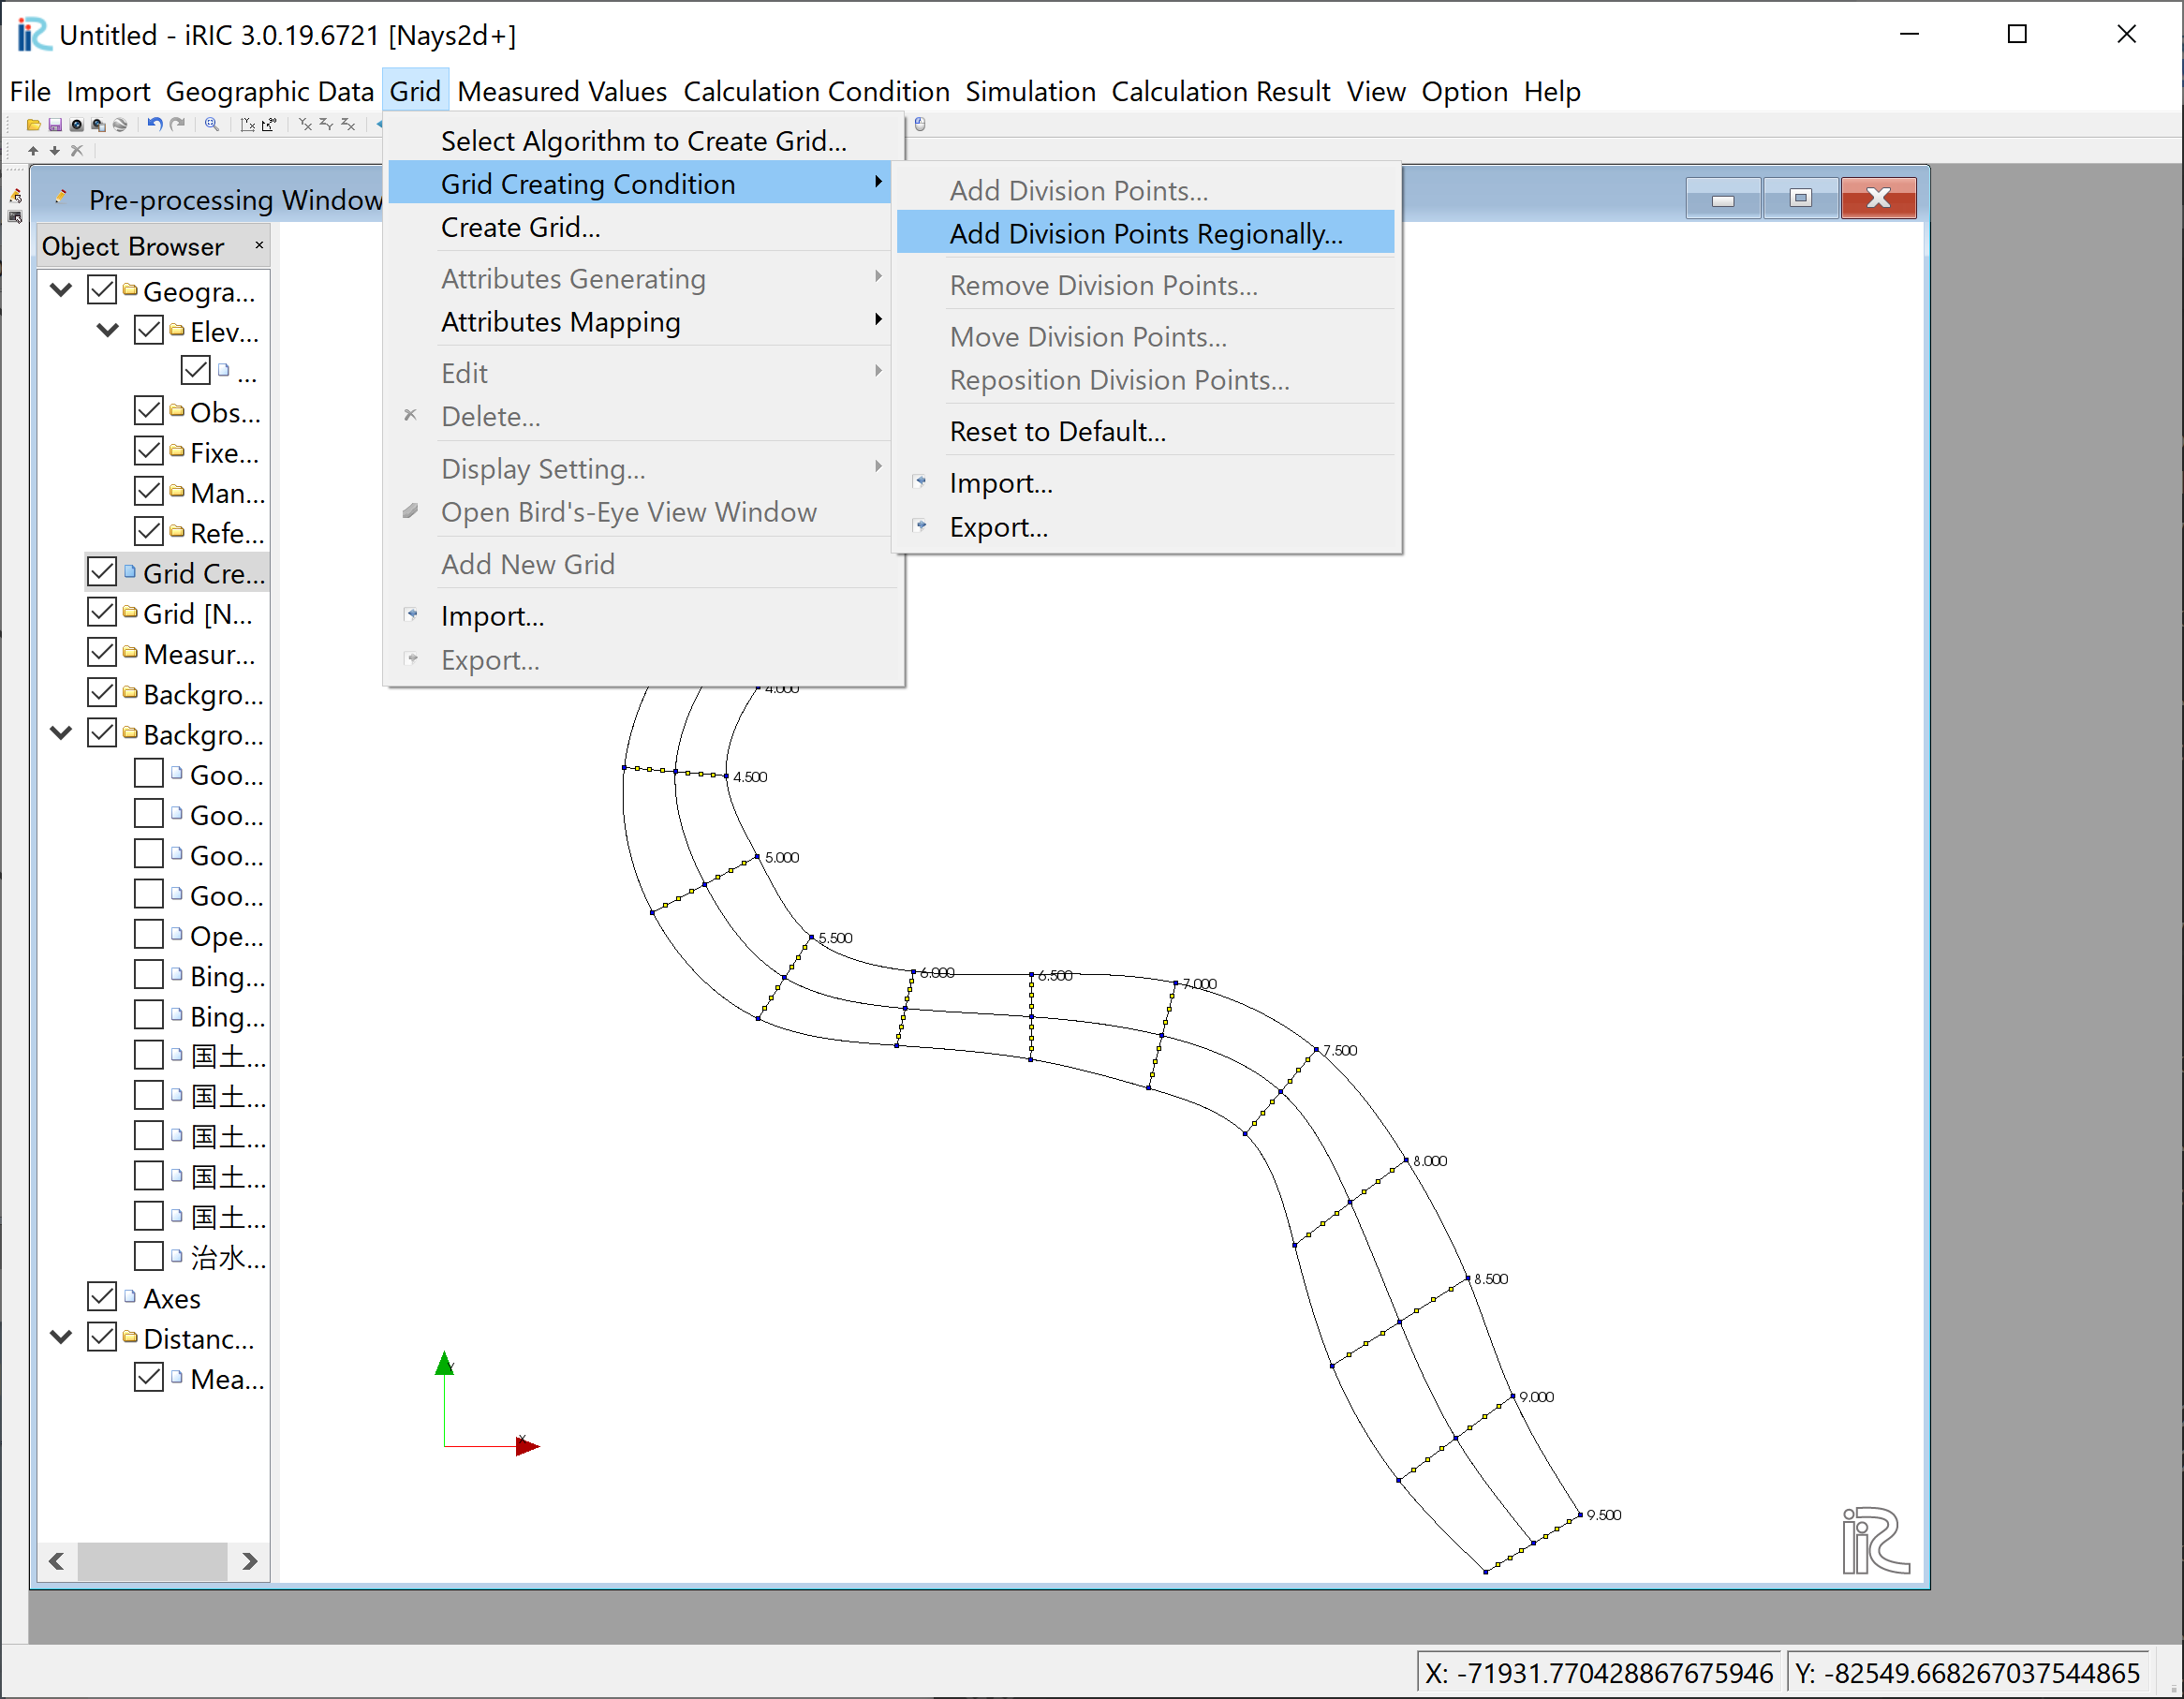 Untitled - iRIC 3.0.19.6721 [Nays2d+]
File Import Geographic Data Grid Measured Values Calculation Condition Simulation Calculation Result View Option Help
Select Algorithm to Create Grid...
Grid Creating Condition
Create Grid...
Attributes Generating
Attributes Mapping
Edit
Delete...
Display Setting...
Open Bird's-Eye View Window
Add New Grid
Import...
Export...
Add Division Points...
Add Division Points Regionally...
Remove Division Points...
Move Division Points...
Reposition Division Points...
Reset to Default...
Import...
Export...
Pre-processing Window
Object Browser
Geogra...
Elev...
...
Obs...
Fixe...
Man...
Refe...
Grid Cre...
Grid [N...
Measur...
Backgro...
Backgro...
Goo...
Goo...
Goo...
Goo...
Ope...
Bing...
Bing...
国土...
国土...
国土...
国土...
国土...
治水...
Axes
Distanc...
Mea...
4.000
4.500
5.000
5.500
6.000
6.500
7.000
7.500
8.000
8.500
9.000
9.500
Y
X
iRIC
X: -71931.770428867675946
Y: -82549.668267037544865